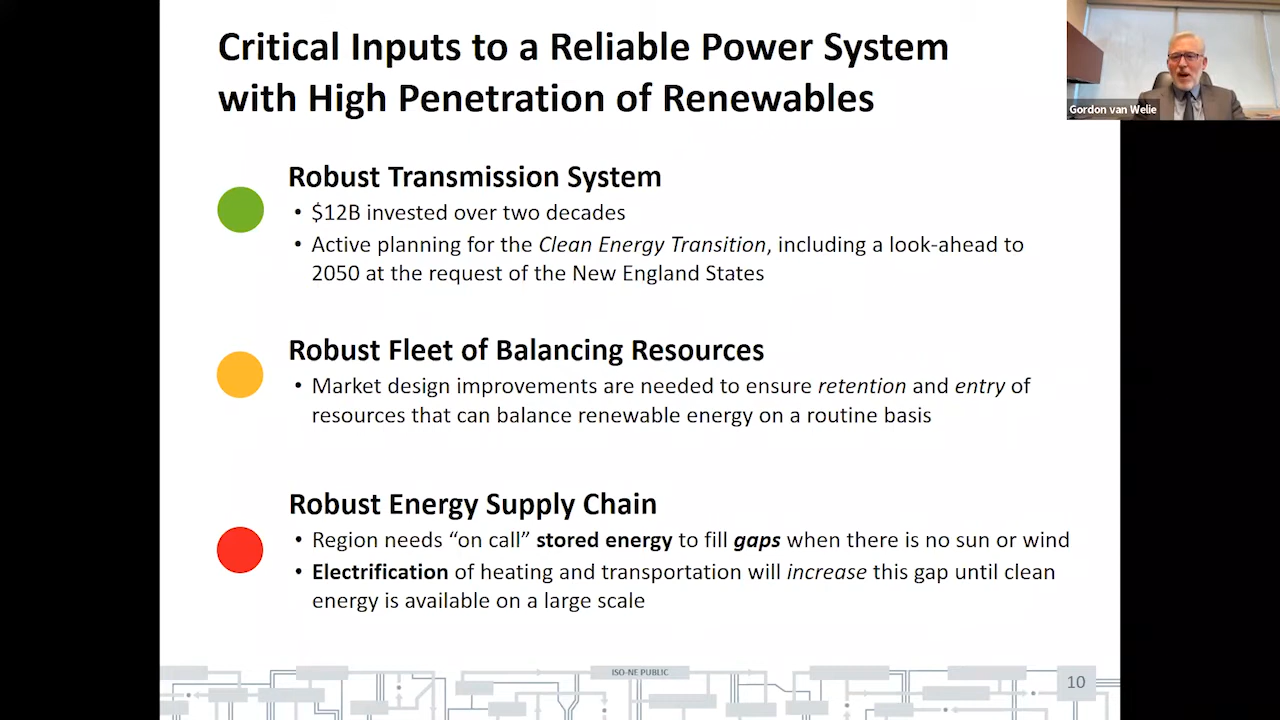 Critical Inputs to a Reliable Power System
with High Penetration of Renewables
Gordon van Welie
Robust Transmission System
• $12B invested over two decades
• Active planning for the Clean Energy Transition, including a look-ahead to
2050 at the request of the New England States
Robust Fleet of Balancing Resources
• Market design improvements are needed to ensure retention and entry of
resources that can balance renewable energy on a routine basis
Robust Energy Supply Chain
• Region needs “on call” stored energy to fill gaps when there is no sun or wind
• Electrification of heating and transportation will increase this gap until clean
energy is available on a large scale
ISO-NE PUBLIC
10